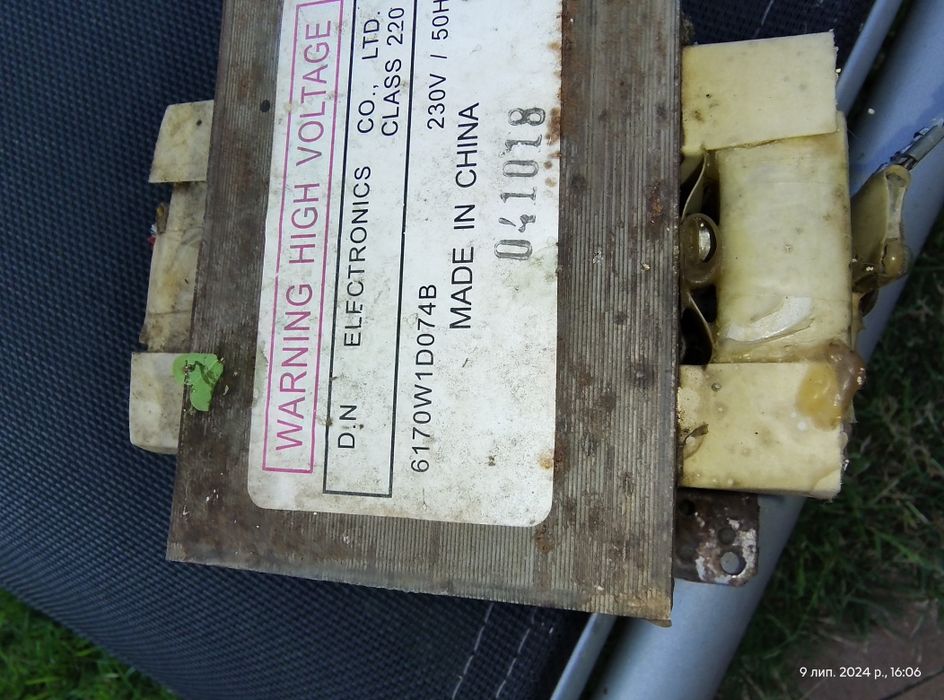 WARNING HIGH VOLTAGE
D.N ELECTRONICS CO., LTD.
CLASS 220
6170W1D074B 230V / 50H
MADE IN CHINA
041018
9 лип. 2024 р., 16:06